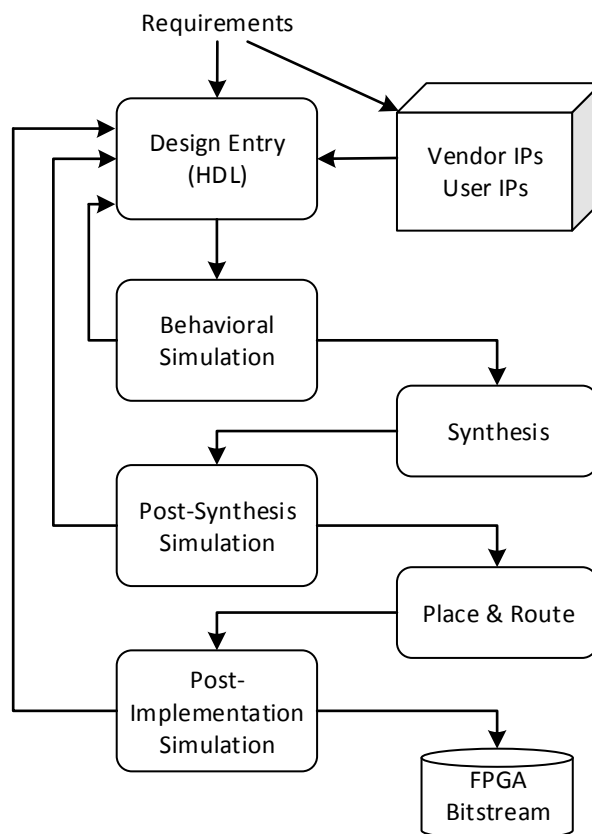 Requirements
Design Entry
(HDL)
Vendor IPs
User IPs
Behavioral
Simulation
Synthesis
Post-Synthesis
Simulation
Place & Route
Post-
Implementation
Simulation
FPGA
Bitstream